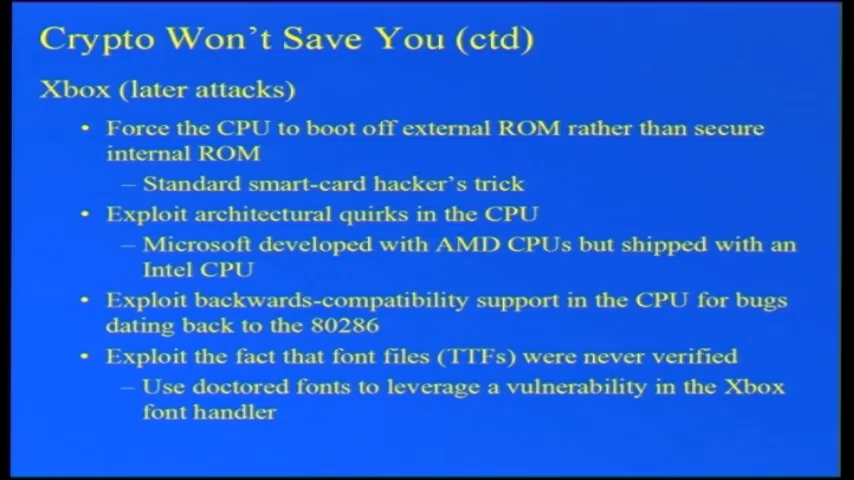 Crypto Won't Save You (ctd)
Xbox (later attacks)
• Force the CPU to boot off external ROM rather than secure
internal ROM
– Standard smart-card hacker's trick
• Exploit architectural quirks in the CPU
– Microsoft developed with AMD CPUs but shipped with an
Intel CPU
• Exploit backwards-compatibility support in the CPU for bugs
dating back to the 80286
• Exploit the fact that font files (TTFs) were never verified
– Use doctored fonts to leverage a vulnerability in the Xbox
font handler